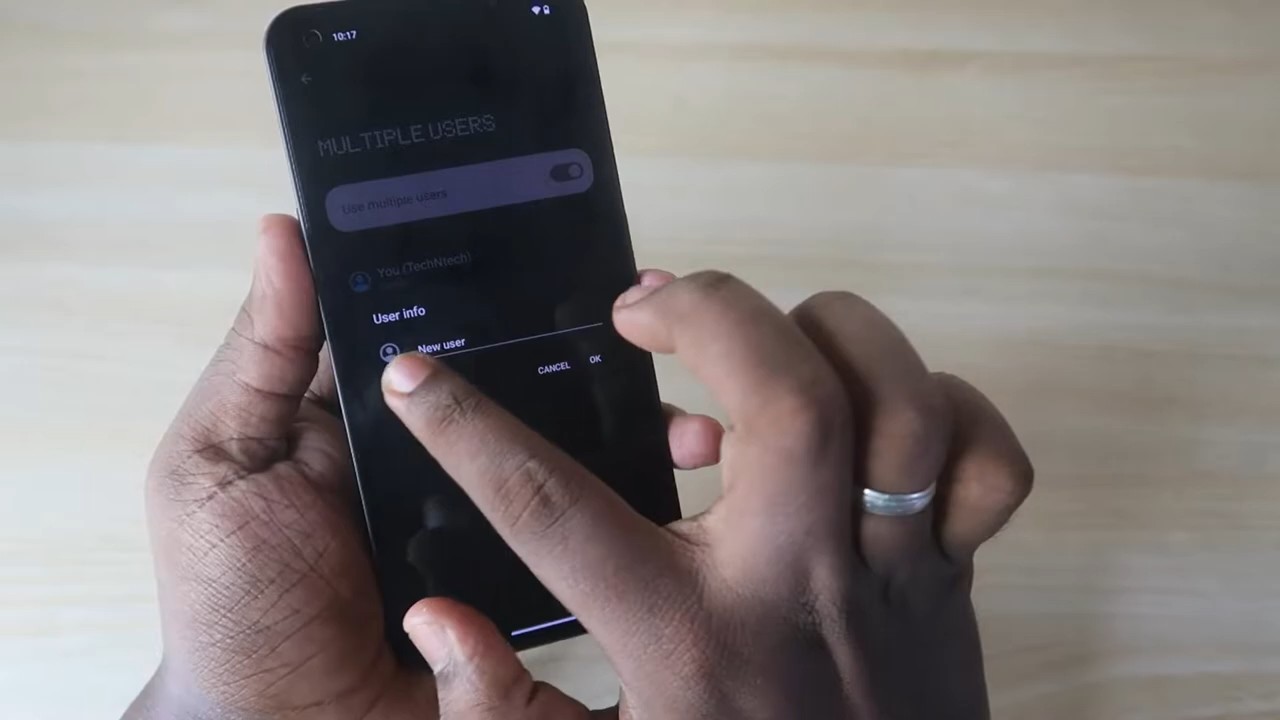 10:17
MULTIPLE USERS
Use multiple users
You (TechNtech)
User info
New user
CANCEL OK